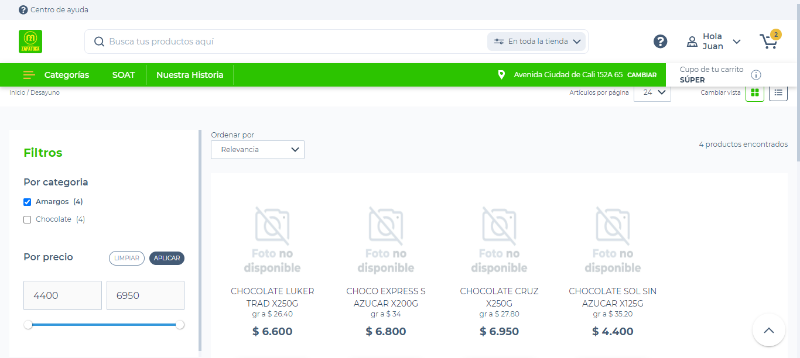 Centro de ayuda
Busca tus productos aquí
En toda la tienda
Hola
Juan
2
Categorías
SOAT
Nuestra Historia
Avenida Ciudad de Cali 152A 65 CAMBIAR
Cupo de tu carrito
SÚPER
Inicio / Desayuno
Artículos por página
24
Cambiar vista
Filtros
Por categoria
Amargos (4)
Chocolate (4)
Por precio
LIMPIAR
APLICAR
4400
6950
Ordenar por
Relevancia
4 productos encontrados
Foto no
disponible
Foto no
disponible
Foto no
disponible
Foto no
disponible
CHOCOLATE LUKER
TRAD X250G
gr a $ 26.40
$ 6.600
CHOCO EXPRESS S -
AZUCAR X200G
gr a $ 34
$ 6.800
CHOCOLATE CRUZ
X250G
gr a $ 27.80
$ 6.950
CHOCOLATE SOL SIN
AZUCAR X125G
gr a $ 35.20
$ 4.400